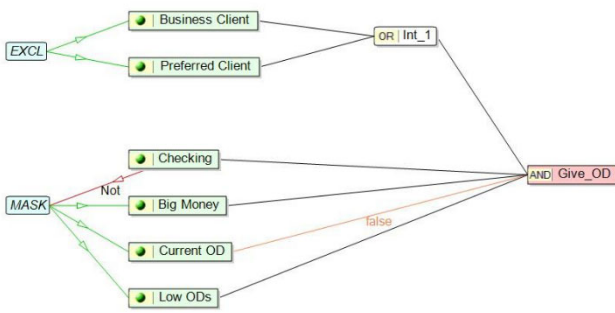 Business Client
EXCL
OR Int_1
Preferred Client
Checking
Not
AND Give_OD
MASK
Big Money
false
Current OD
Low ODs